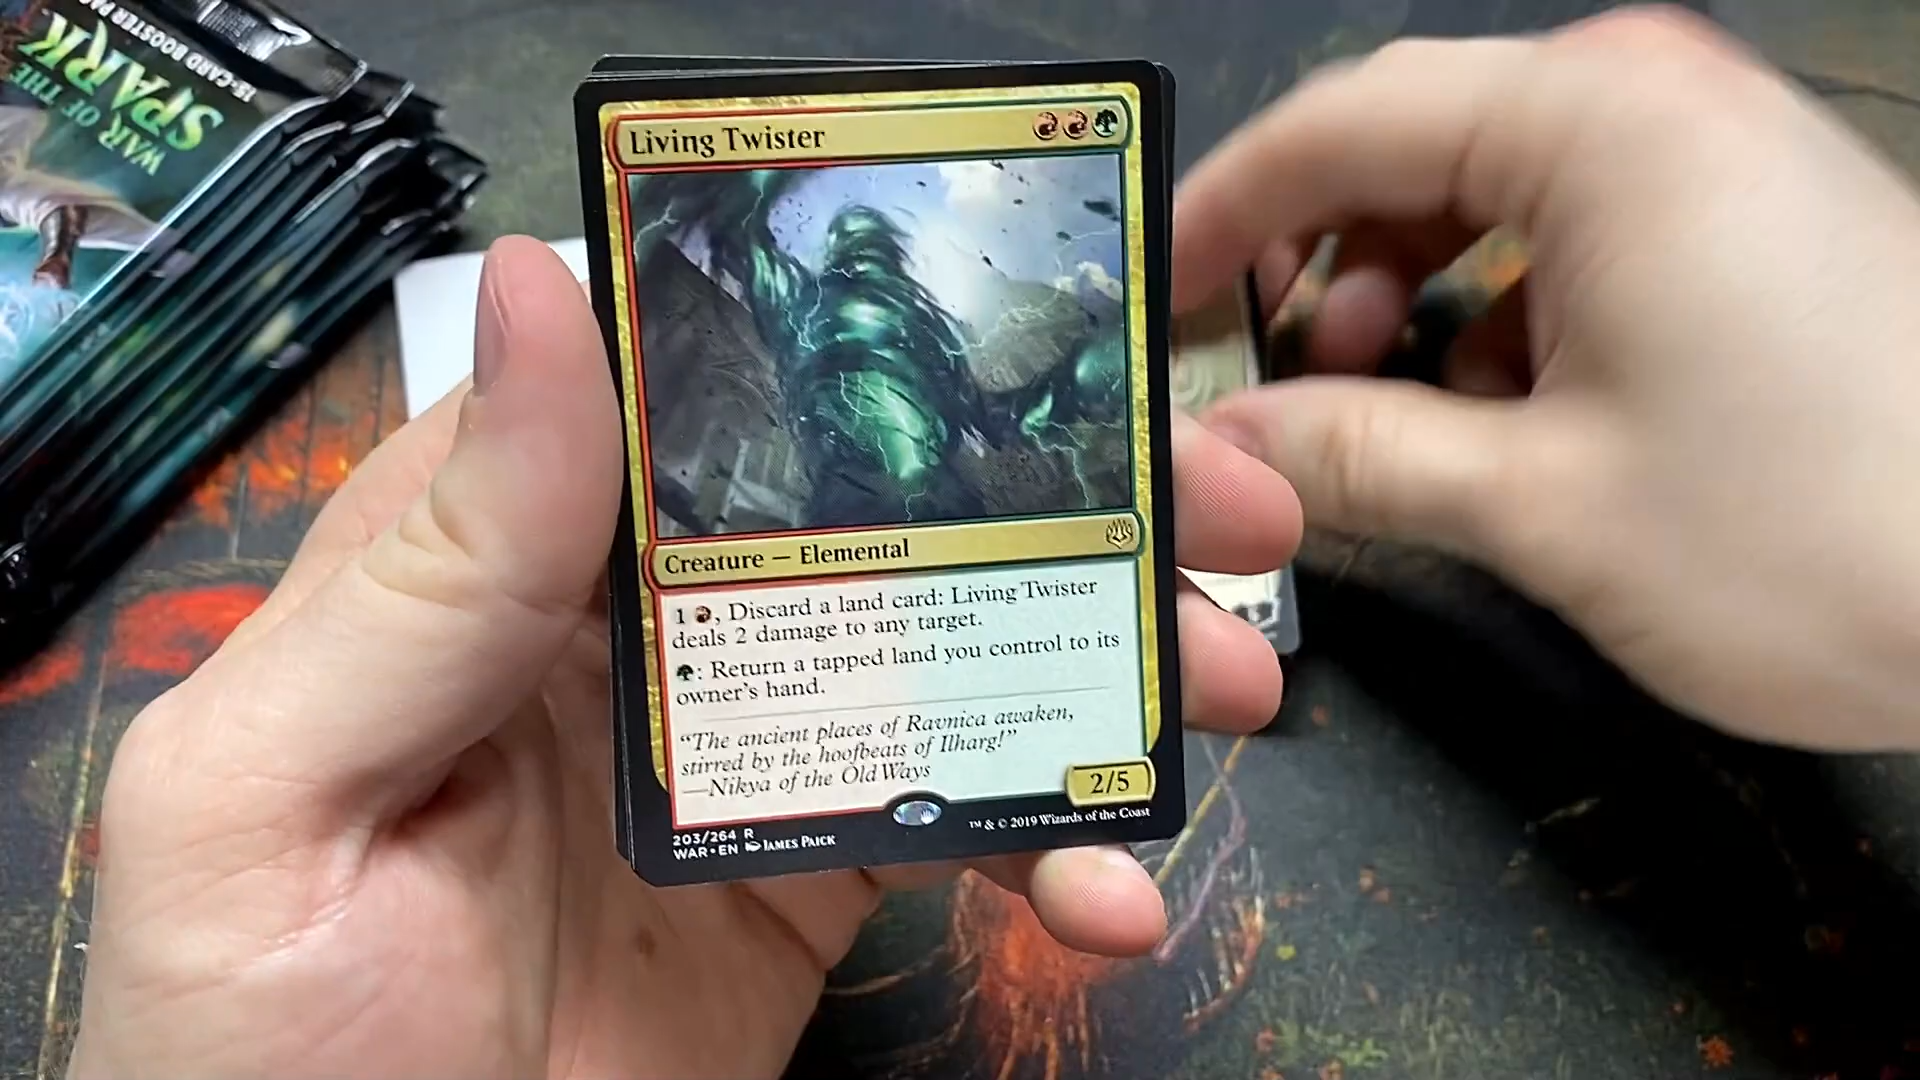 WAR OF THE
SPARK
15-CARD BOOSTER PAC
Living Twister
Creature — Elemental
1 , Discard a land card: Living Twister
deals 2 damage to any target.
: Return a tapped land you control to its
owner's hand.
"The ancient places of Ravnica awaken,
stirred by the hoofbeats of Ilharg!"
—Nikya of the Old Ways
2/5
203/264 R
WAR • EN JAMES PAICK
™ & © 2019 Wizards of the Coast